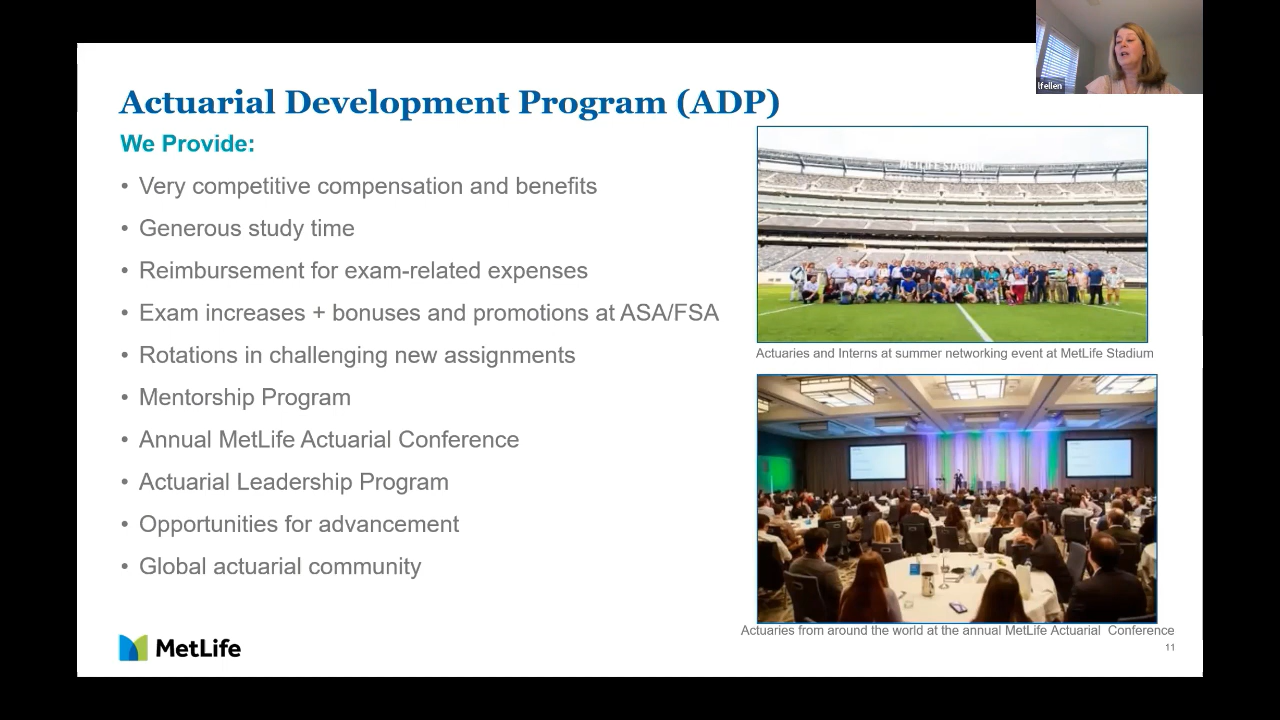 lfellen
Actuarial Development Program (ADP)
We Provide:
• Very competitive compensation and benefits
• Generous study time
• Reimbursement for exam-related expenses
• Exam increases + bonuses and promotions at ASA/FSA
• Rotations in challenging new assignments
• Mentorship Program
• Annual MetLife Actuarial Conference
• Actuarial Leadership Program
• Opportunities for advancement
• Global actuarial community
METLIFE STADIUM
Actuaries and Interns at summer networking event at MetLife Stadium
Actuaries from around the world at the annual MetLife Actuarial Conference
MetLife
11